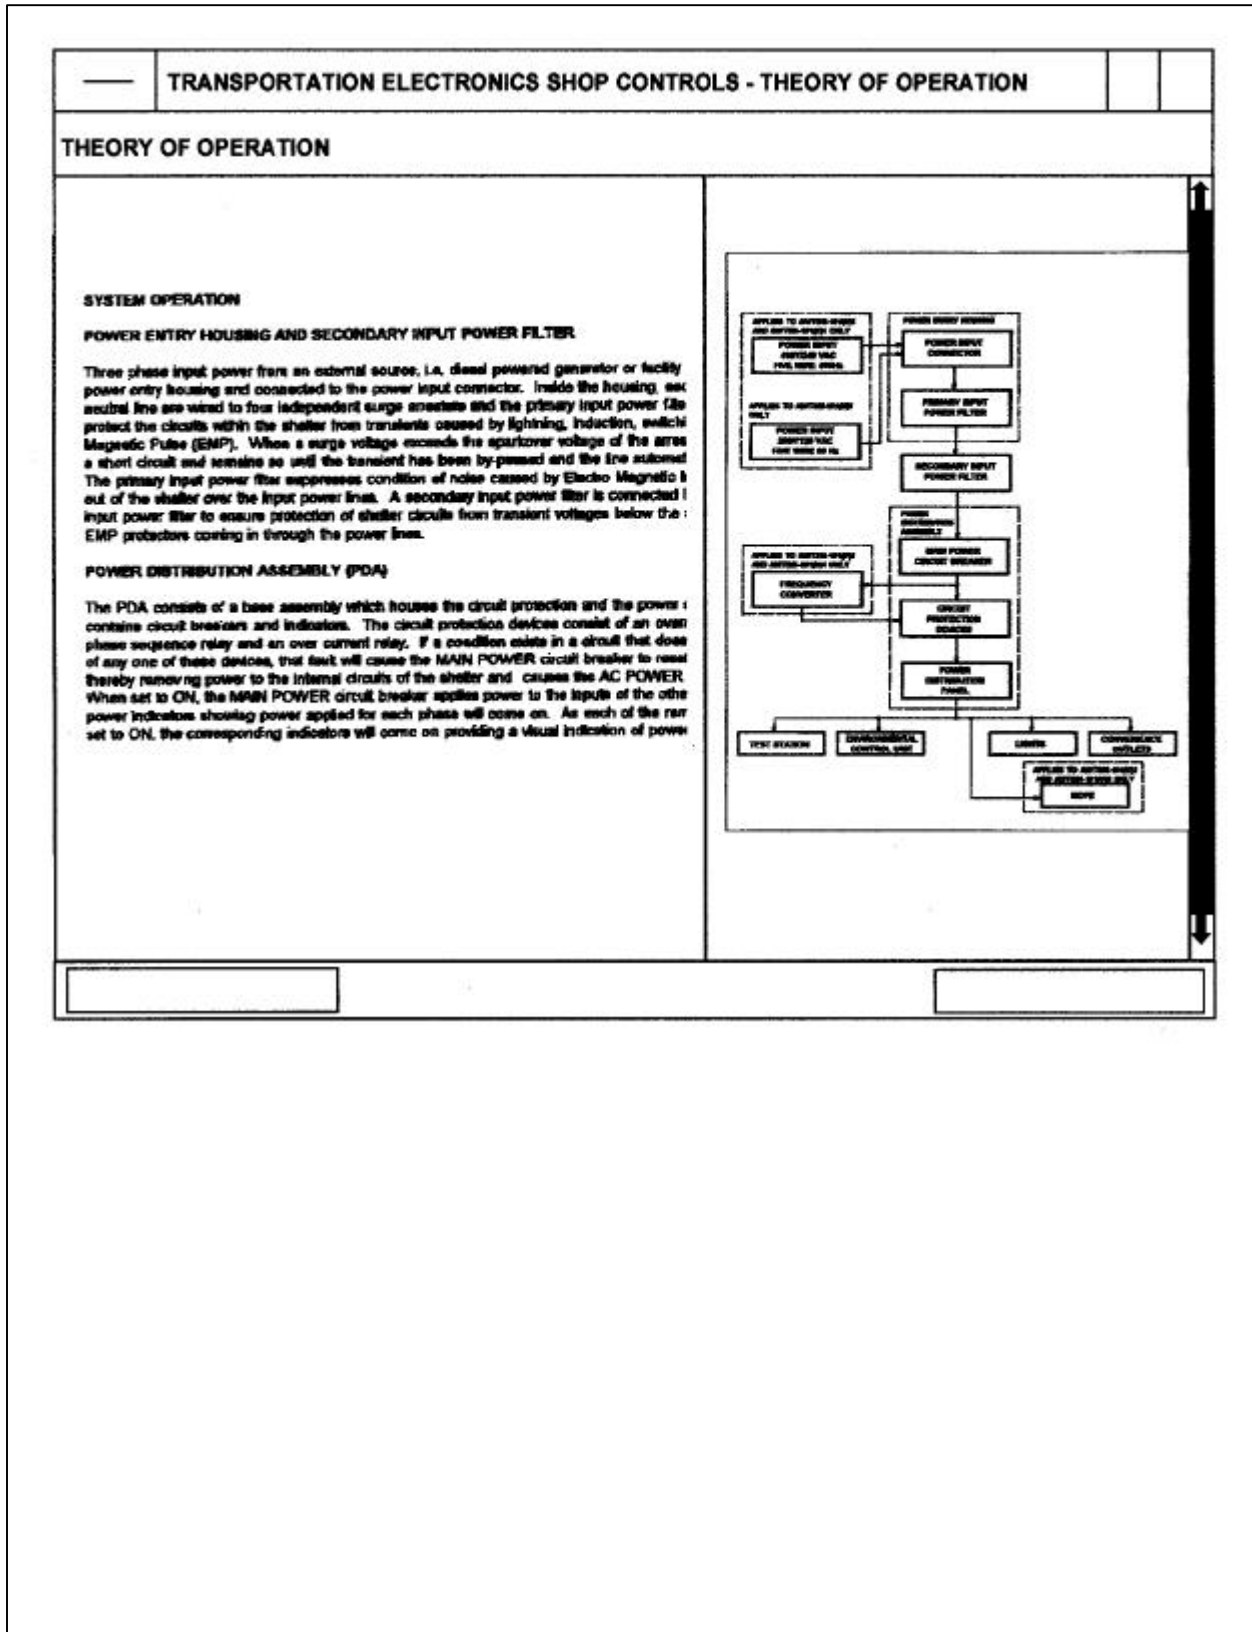 TRANSPORTATION ELECTRONICS SHOP CONTROLS - THEORY OF OPERATION
THEORY OF OPERATION
SYSTEM OPERATION
POWER ENTRY HOUSING AND SECONDARY INPUT POWER FILTER
Three phase input power from an external source, i.e, diesel powered generator or facility
power entry housing and connected to the power input connector. Inside the housing,
neutral line are wired to four independent surge arrestors and the primary input power
protect the circuits within the shelter from transients caused by lightning, induction,
Magnetic Pulse (EMP). When a surge voltage exceeds the sparkover voltage of the
a short circuit and remains so until the transient has been by-passed and the line
The primary input power filter suppresses condition of noise caused by Electro Magnetic
out of the shelter over the input power lines. A secondary input power filter is connected
input power filter to ensure protection of shelter circuits from transient voltages below the
EMP protectors coming in through the power lines.
POWER DISTRIBUTION ASSEMBLY (PDA)
The PDA consists of a base assembly which houses the circuit protection and the power
contains circuit breakers and indicators. The circuit protection devices consist of an
phase sequence relay and an over current relay. If a condition exists in a circuit that does
of any one of these devices, that fault will cause the MAIN POWER circuit breaker to reset
thereby removing power to the internal circuits of the shelter and causes the AC POWER
When set to ON, the MAIN POWER circuit breaker applies power to the inputs of the
power indicators showing power applied for each phase will come on. As each of the
set to ON, the corresponding indicators will come on providing a visual indication of power
POWER ENTRY HOUSING
POWER INPUT
POWER INPUT
CONNECTOR
PRIMARY INPUT
POWER FILTER
POWER INPUT
SECONDARY INPUT
POWER FILTER
POWER
DISTRIBUTION
ASSEMBLY
MAIN POWER
CIRCUIT BREAKER
FREQUENCY
CONVERTER
CIRCUIT
PROTECTION
DEVICES
POWER
DISTRIBUTION
PANEL
TEST STATION
ENVIRONMENTAL
CONTROL UNIT
LIGHTS
CONVENIENCE
OUTLETS